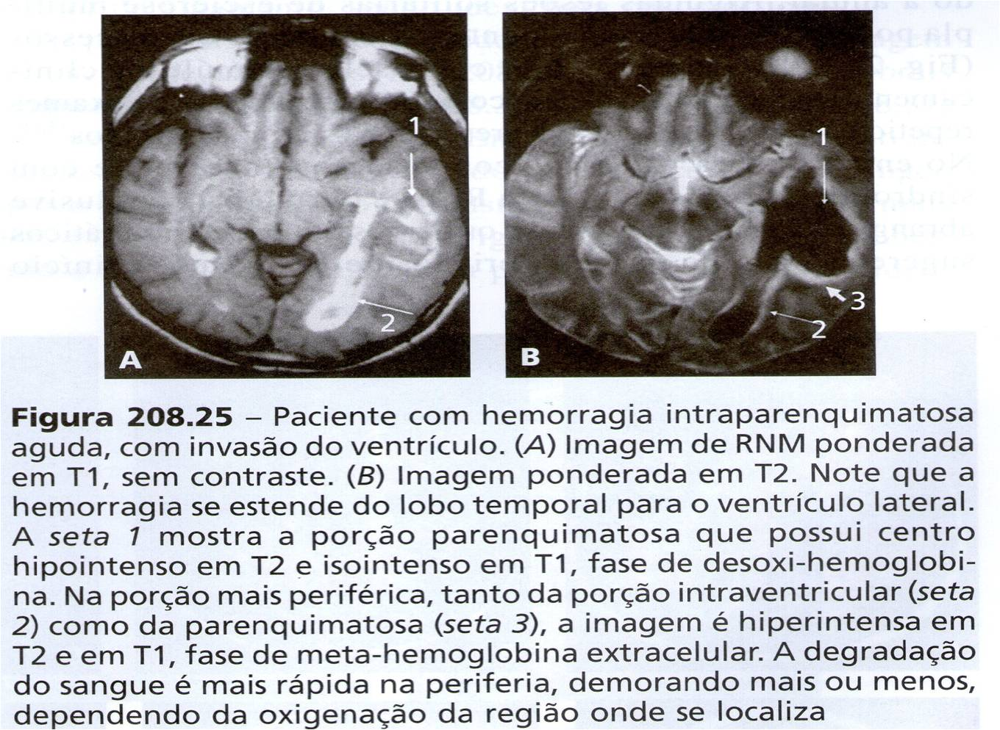 1
2
A
1
3
2
B
Figura 208.25 – Paciente com hemorragia intraparenquimatosa
aguda, com invasão do ventrículo. (A) Imagem de RNM ponderada
em T1, sem contraste. (B) Imagem ponderada em T2. Note que a
hemorragia se estende do lobo temporal para o ventrículo lateral.
A seta 1 mostra a porção parenquimatosa que possui centro
hipointenso em T2 e isointenso em T1, fase de desoxi-hemoglobi-
na. Na porção mais periférica, tanto da porção intraventricular (seta
2) como da parenquimatosa (seta 3), a imagem é hiperintensa em
T2 e em T1, fase de meta-hemoglobina extracelular. A degradação
do sangue é mais rápida na periferia, demorando mais ou menos,
dependendo da oxigenação da região onde se localiza